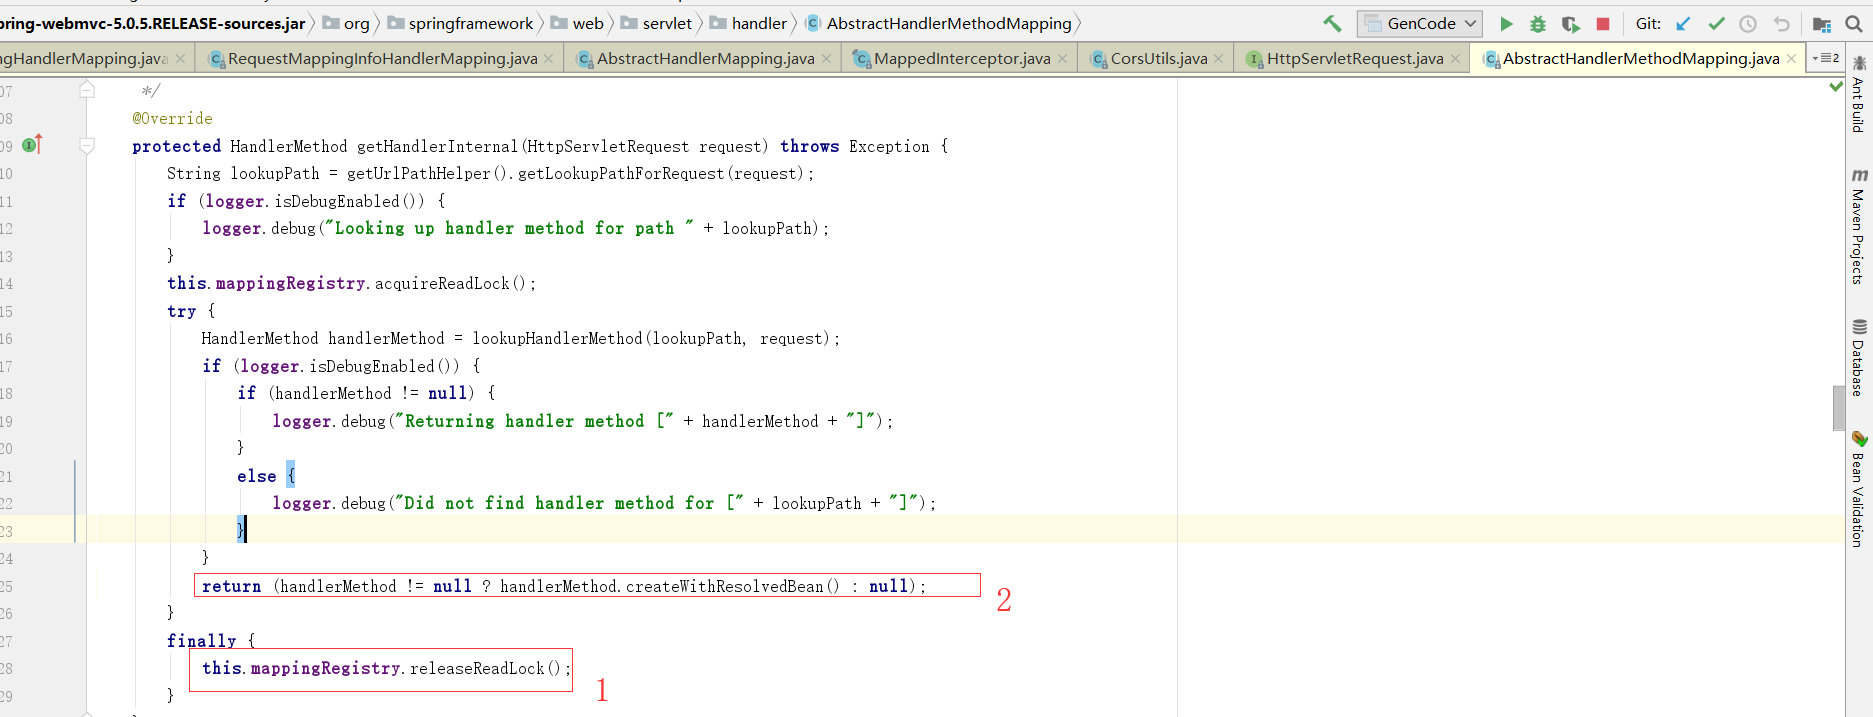 pring-webmvc-5.0.5.RELEASE-sources.jar org springframework web servlet handler AbstractHandlerMethodMapping GenCode Git:
ngHandlerMapping.java RequestMappingInfoHandlerMapping.java AbstractHandlerMapping.java MappedInterceptor.java CorsUtils.java HttpServletRequest.java AbstractHandlerMethodMapping.java 2
07 */
08 @Override
09 protected HandlerMethod getHandlerInternal(HttpServletRequest request) throws Exception {
10 String lookupPath = getUrlPathHelper().getLookupPathForRequest(request);
11 if (logger.isDebugEnabled()) {
12 logger.debug("Looking up handler method for path " + lookupPath);
13 }
14 this.mappingRegistry.acquireReadLock();
15 try {
16 HandlerMethod handlerMethod = lookupHandlerMethod(lookupPath, request);
17 if (logger.isDebugEnabled()) {
18 if (handlerMethod != null) {
19 logger.debug("Returning handler method [" + handlerMethod + "]");
20 }
21 else {
22 logger.debug("Did not find handler method for [" + lookupPath + "]");
23 }
24 }
25 return (handlerMethod != null ? handlerMethod.createWithResolvedBean() : null);
2
26 }
27 finally {
28 this.mappingRegistry.releaseReadLock();
1
29 }
Ant Build
Maven Projects
Database
Bean Validation